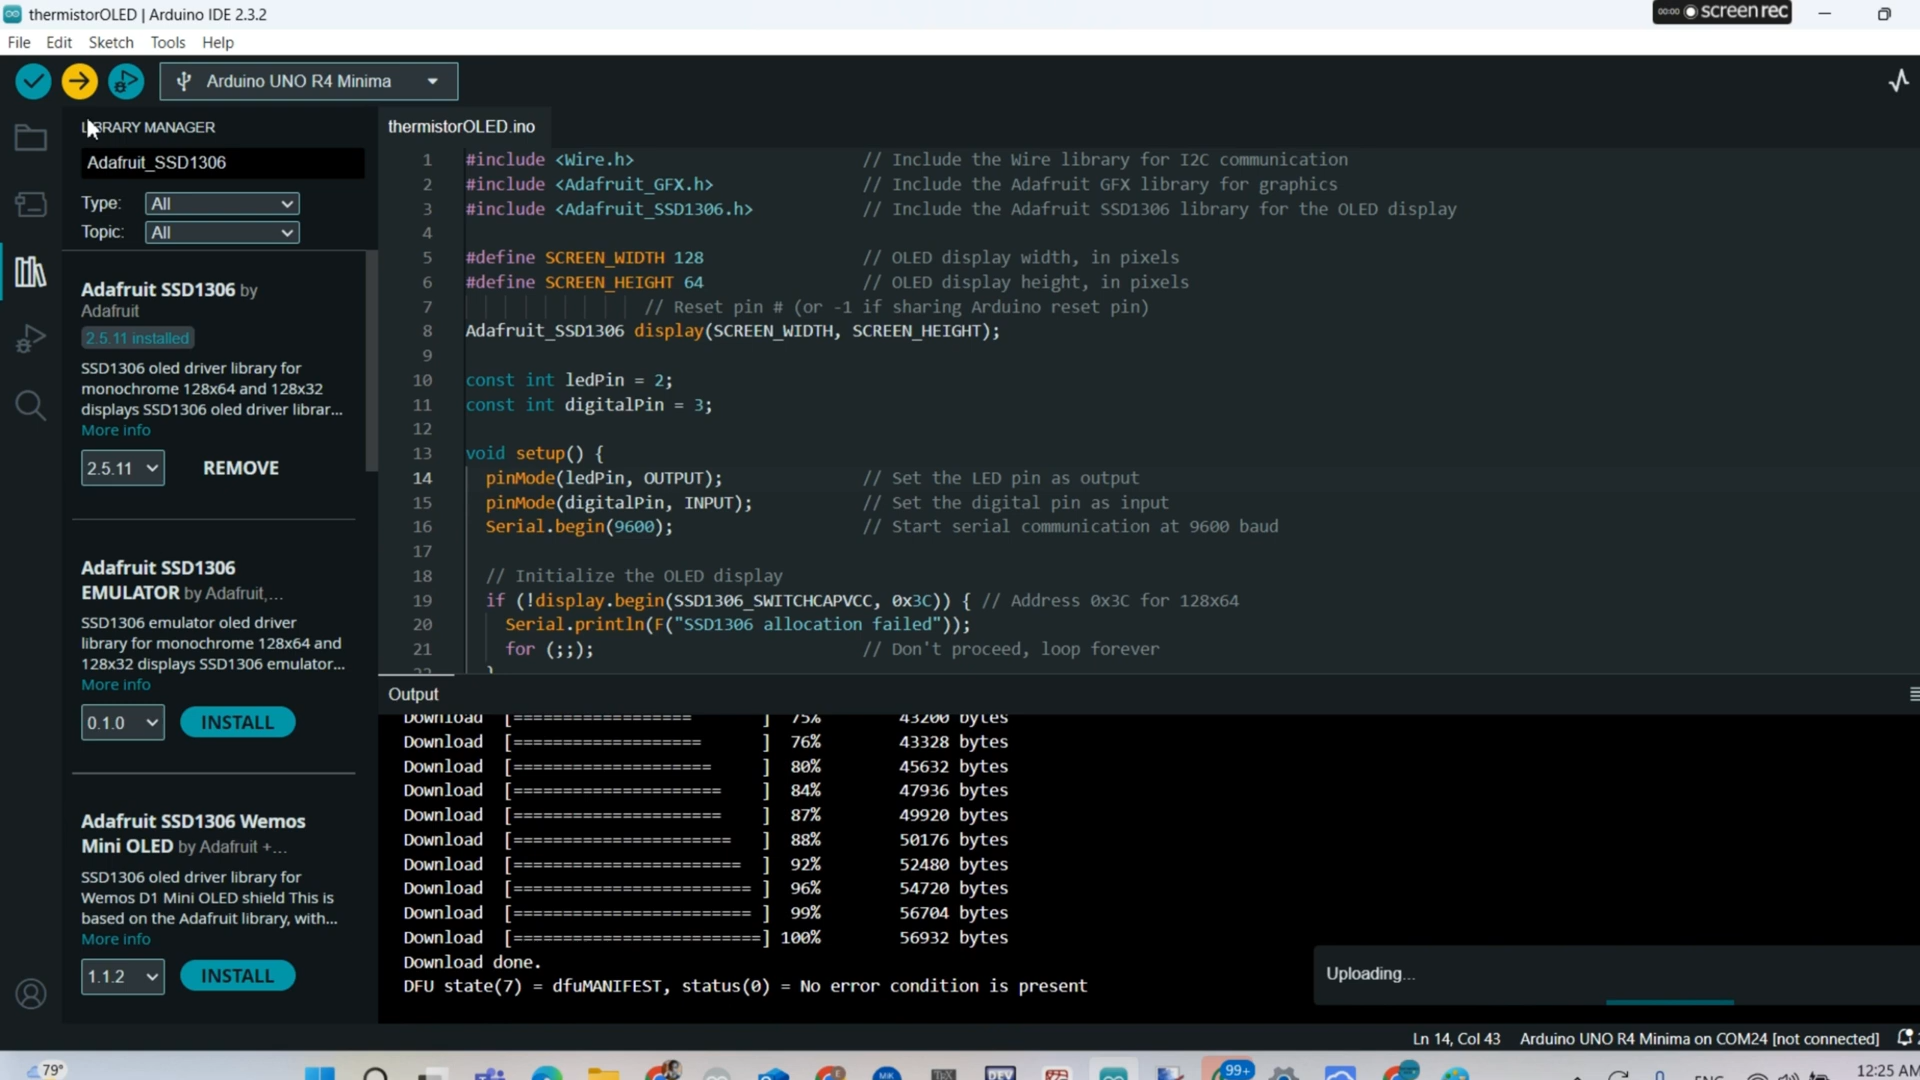 thermistorOLED | Arduino IDE 2.3.2
00:00 screenrec
File Edit Sketch Tools Help
Arduino UNO R4 Minima
LIBRARY MANAGER
Adafruit_SSD1306
Type: All
Topic: All
Adafruit SSD1306 by
Adafruit
2.5.11 installed
SSD1306 oled driver library for
monochrome 128x64 and 128x32
displays SSD1306 oled driver librar...
More info
2.5.11 REMOVE
Adafruit SSD1306
EMULATOR by Adafruit,...
SSD1306 emulator oled driver
library for monochrome 128x64 and
128x32 displays SSD1306 emulator...
More info
0.1.0 INSTALL
Adafruit SSD1306 Wemos
Mini OLED by Adafruit +...
SSD1306 oled driver library for
Wemos D1 Mini OLED shield This is
based on the Adafruit library, with...
More info
1.1.2 INSTALL
thermistorOLED.ino
1 #include <Wire.h> // Include the Wire library for I2C communication
2 #include <Adafruit_GFX.h> // Include the Adafruit GFX library for graphics
3 #include <Adafruit_SSD1306.h> // Include the Adafruit SSD1306 library for the OLED display
4
5 #define SCREEN_WIDTH 128 // OLED display width, in pixels
6 #define SCREEN_HEIGHT 64 // OLED display height, in pixels
7 // Reset pin # (or -1 if sharing Arduino reset pin)
8 Adafruit_SSD1306 display(SCREEN_WIDTH, SCREEN_HEIGHT);
9
10 const int ledPin = 2;
11 const int digitalPin = 3;
12
13 void setup() {
14 pinMode(ledPin, OUTPUT); // Set the LED pin as output
15 pinMode(digitalPin, INPUT); // Set the digital pin as input
16 Serial.begin(9600); // Start serial communication at 9600 baud
17
18 // Initialize the OLED display
19 if (!display.begin(SSD1306_SWITCHCAPVCC, 0x3C)) { // Address 0x3C for 128x64
20 Serial.println(F("SSD1306 allocation failed"));
21 for (;;); // Don't proceed, loop forever
22 }
Output
Download [=================== ] 75% 43200 bytes
Download [=================== ] 76% 43328 bytes
Download [==================== ] 80% 45632 bytes
Download [===================== ] 84% 47936 bytes
Download [===================== ] 87% 49920 bytes
Download [====================== ] 88% 50176 bytes
Download [======================= ] 92% 52480 bytes
Download [======================== ] 96% 54720 bytes
Download [======================== ] 99% 56704 bytes
Download [=========================] 100% 56932 bytes
Download done.
DFU state(7) = dfuMANIFEST, status(0) = No error condition is present
Uploading...
Ln 14, Col 43 Arduino UNO R4 Minima on COM24 [not connected]
79°
99+
ENG
12:25 AM